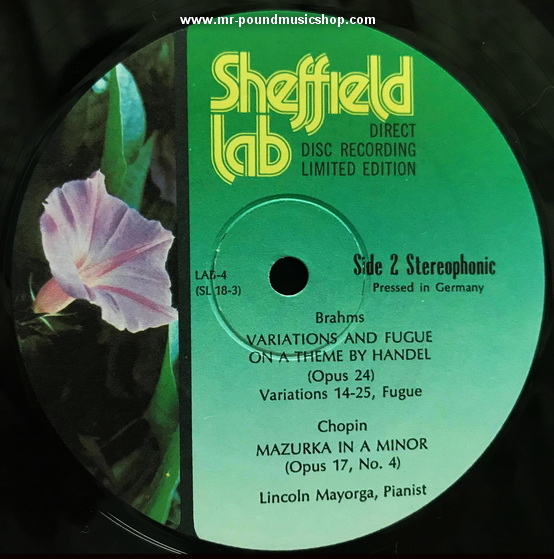 www.mr-poundmusicshop.com
Sheffield
lab
DIRECT
DISC RECORDING
LIMITED EDITION
LAB-4
(SL 18-3)
Side 2 Stereophonic
Pressed in Germany
Brahms
VARIATIONS AND FUGUE
ON A THEME BY HANDEL
(Opus 24)
Variations 14-25, Fugue
Chopin
MAZURKA IN A MINOR
(Opus 17, No. 4)
Lincoln Mayorga, Pianist